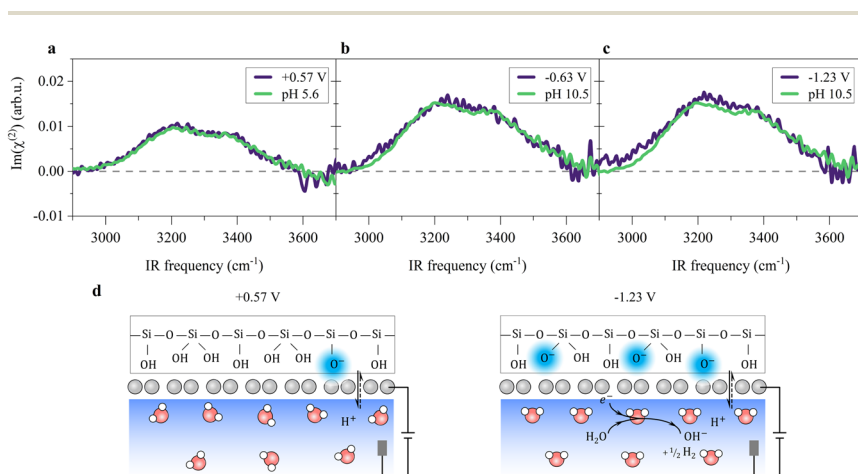 a b c
+0.57 V
pH 5.6
-0.63 V
pH 10.5
-1.23 V
pH 10.5
Im(χ⁽²⁾) (arb.u.)
0.02
0.01
0.00
-0.01
3000 3200 3400 3600 3000 3200 3400 3600 3000 3200 3400 3600
IR frequency (cm⁻¹) IR frequency (cm⁻¹) IR frequency (cm⁻¹)
d
+0.57 V
Si O Si O Si O Si O Si O Si
OH OH OH OH OH OH O⁻ OH
H⁺
-1.23 V
Si O Si O Si O Si O Si O Si
OH O⁻ OH OH O⁻ OH O⁻ OH
e⁻
H⁺
H₂O OH⁻
+ ½ H₂